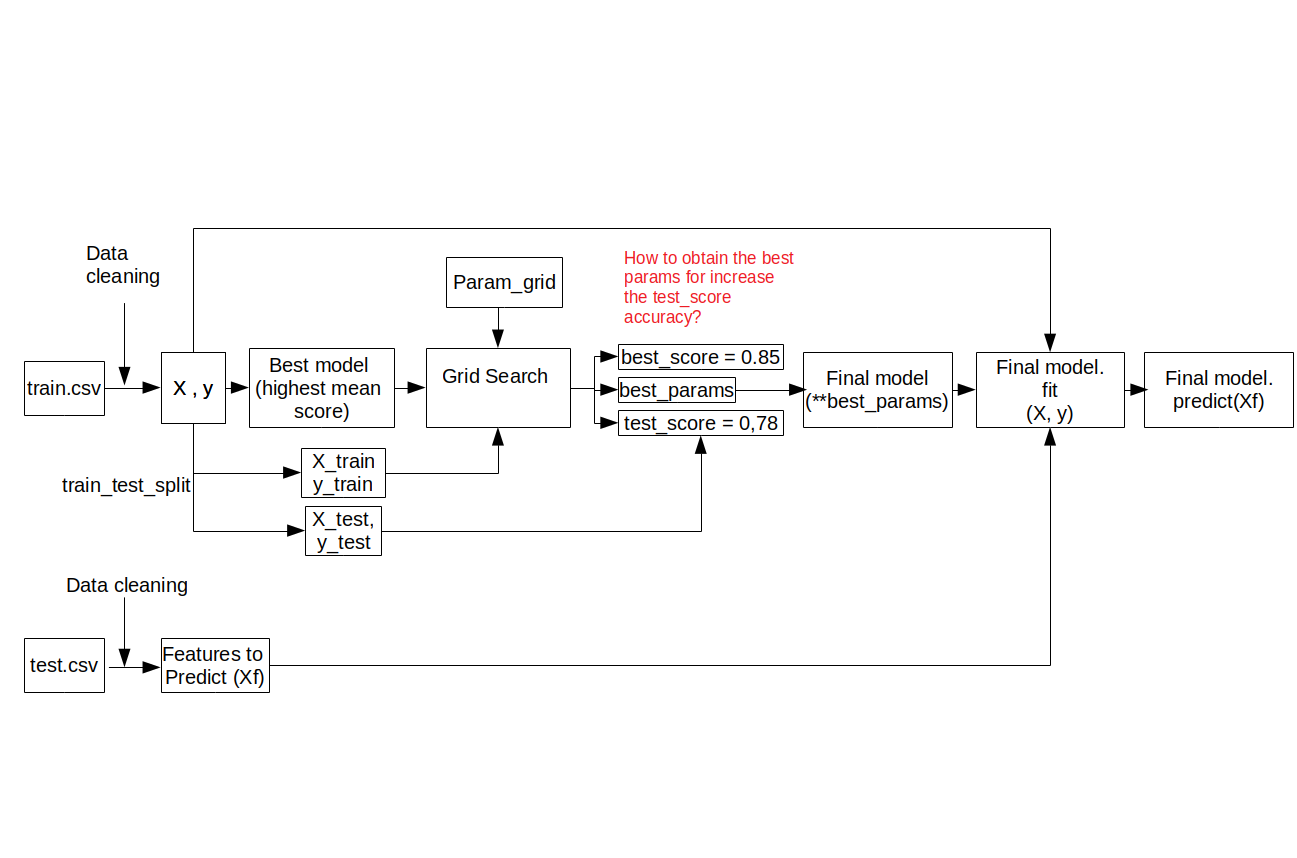 Data
cleaning
How to obtain the best
params for increase
the test_score
accuracy?
Param_grid
train.csv
X , y
Best model
(highest mean
score)
Grid Search
best_score = 0.85
best_params
test_score = 0,78
Final model
(**best_params)
Final model.
fit
(X, y)
Final model.
predict(Xf)
train_test_split
X_train
y_train
X_test,
y_test
Data cleaning
test.csv
Features to
Predict (Xf)